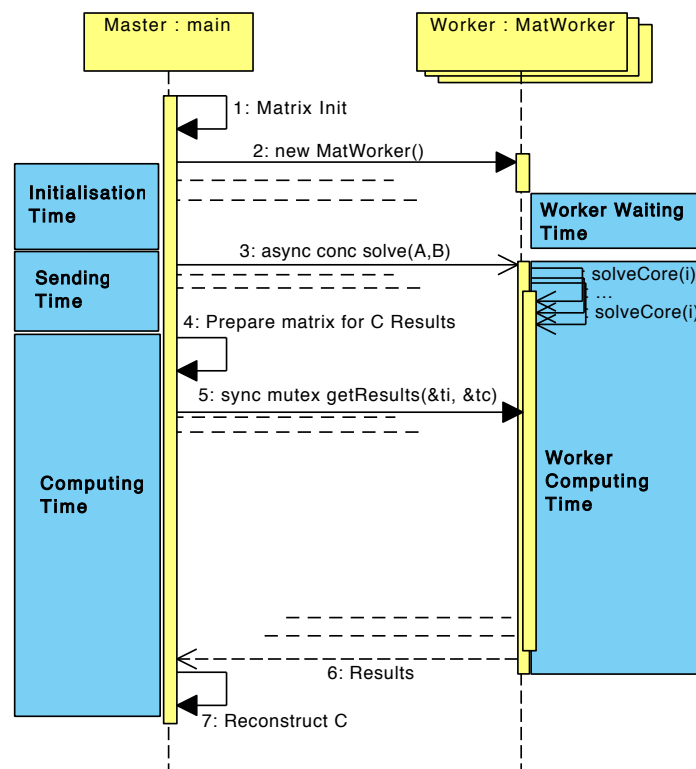 Master : main
Worker : MatWorker
1: Matrix Init
2: new MatWorker()
Initialisation
Time
Worker Waiting
Time
3: async conc solve(A,B)
Sending
Time
solveCore(i)
...
solveCore(i)
4: Prepare matrix for C Results
5: sync mutex getResults(&ti, &tc)
Computing
Time
Worker
Computing
Time
6: Results
7: Reconstruct C